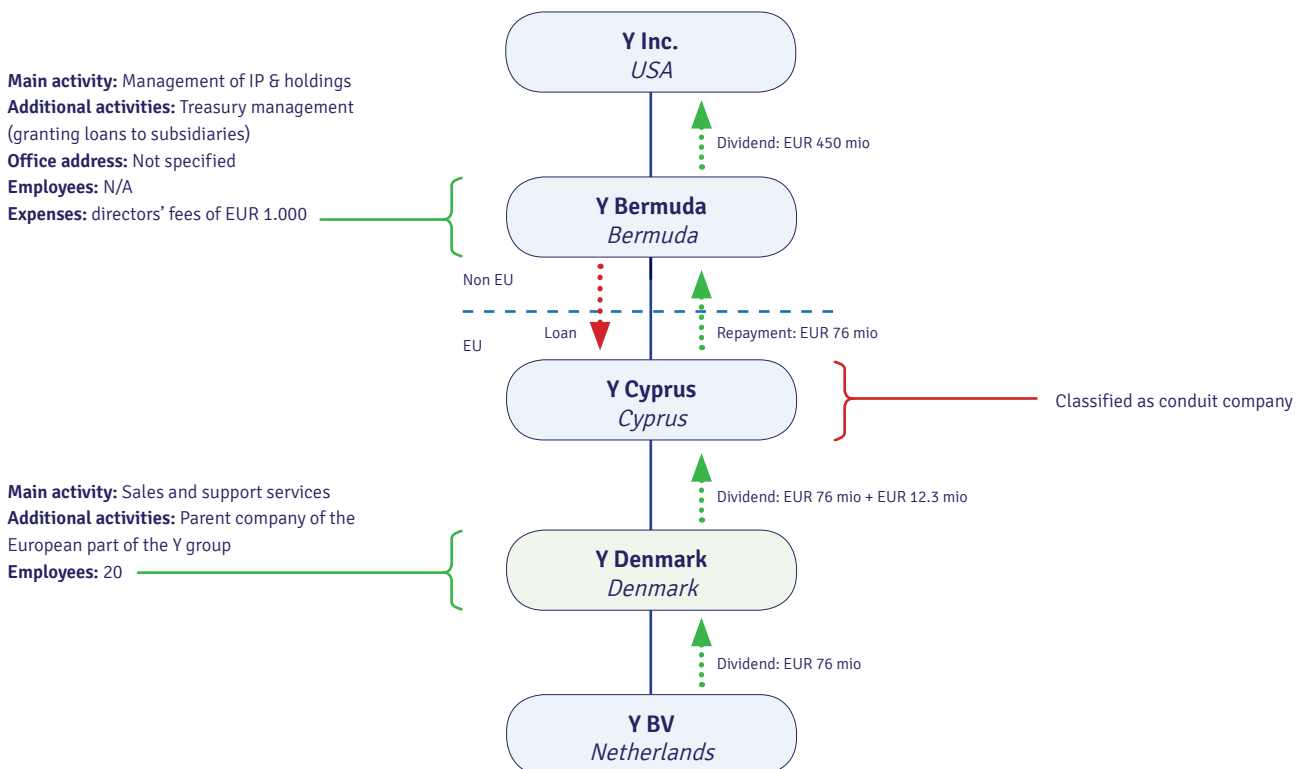 Y Inc.
USA
Main activity: Management of IP & holdings
Additional activities: Treasury management
(granting loans to subsidiaries)
Office address: Not specified
Employees: N/A
Expenses: directors’ fees of EUR 1.000
Dividend: EUR 450 mio
Y Bermuda
Bermuda
Non EU
EU
Loan
Repayment: EUR 76 mio
Y Cyprus
Cyprus
Classified as conduit company
Dividend: EUR 76 mio + EUR 12.3 mio
Main activity: Sales and support services
Additional activities: Parent company of the
European part of the Y group
Employees: 20
Y Denmark
Denmark
Dividend: EUR 76 mio
Y BV
Netherlands